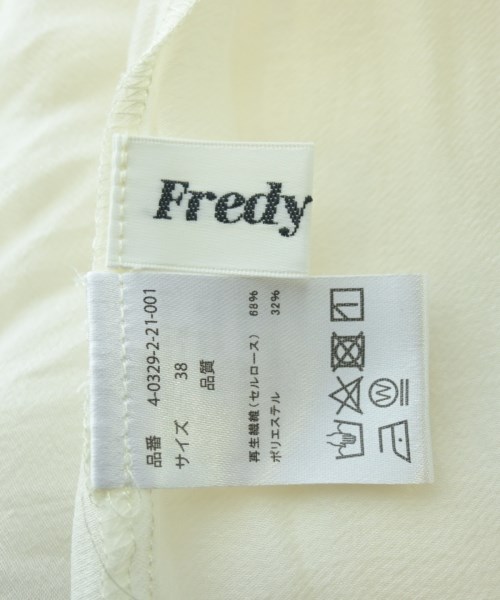 Fredy
品番 4-0329-2-21-001
サイズ 38
品質
再生繊維(セルロース) 68%
ポリエステル 32%
W